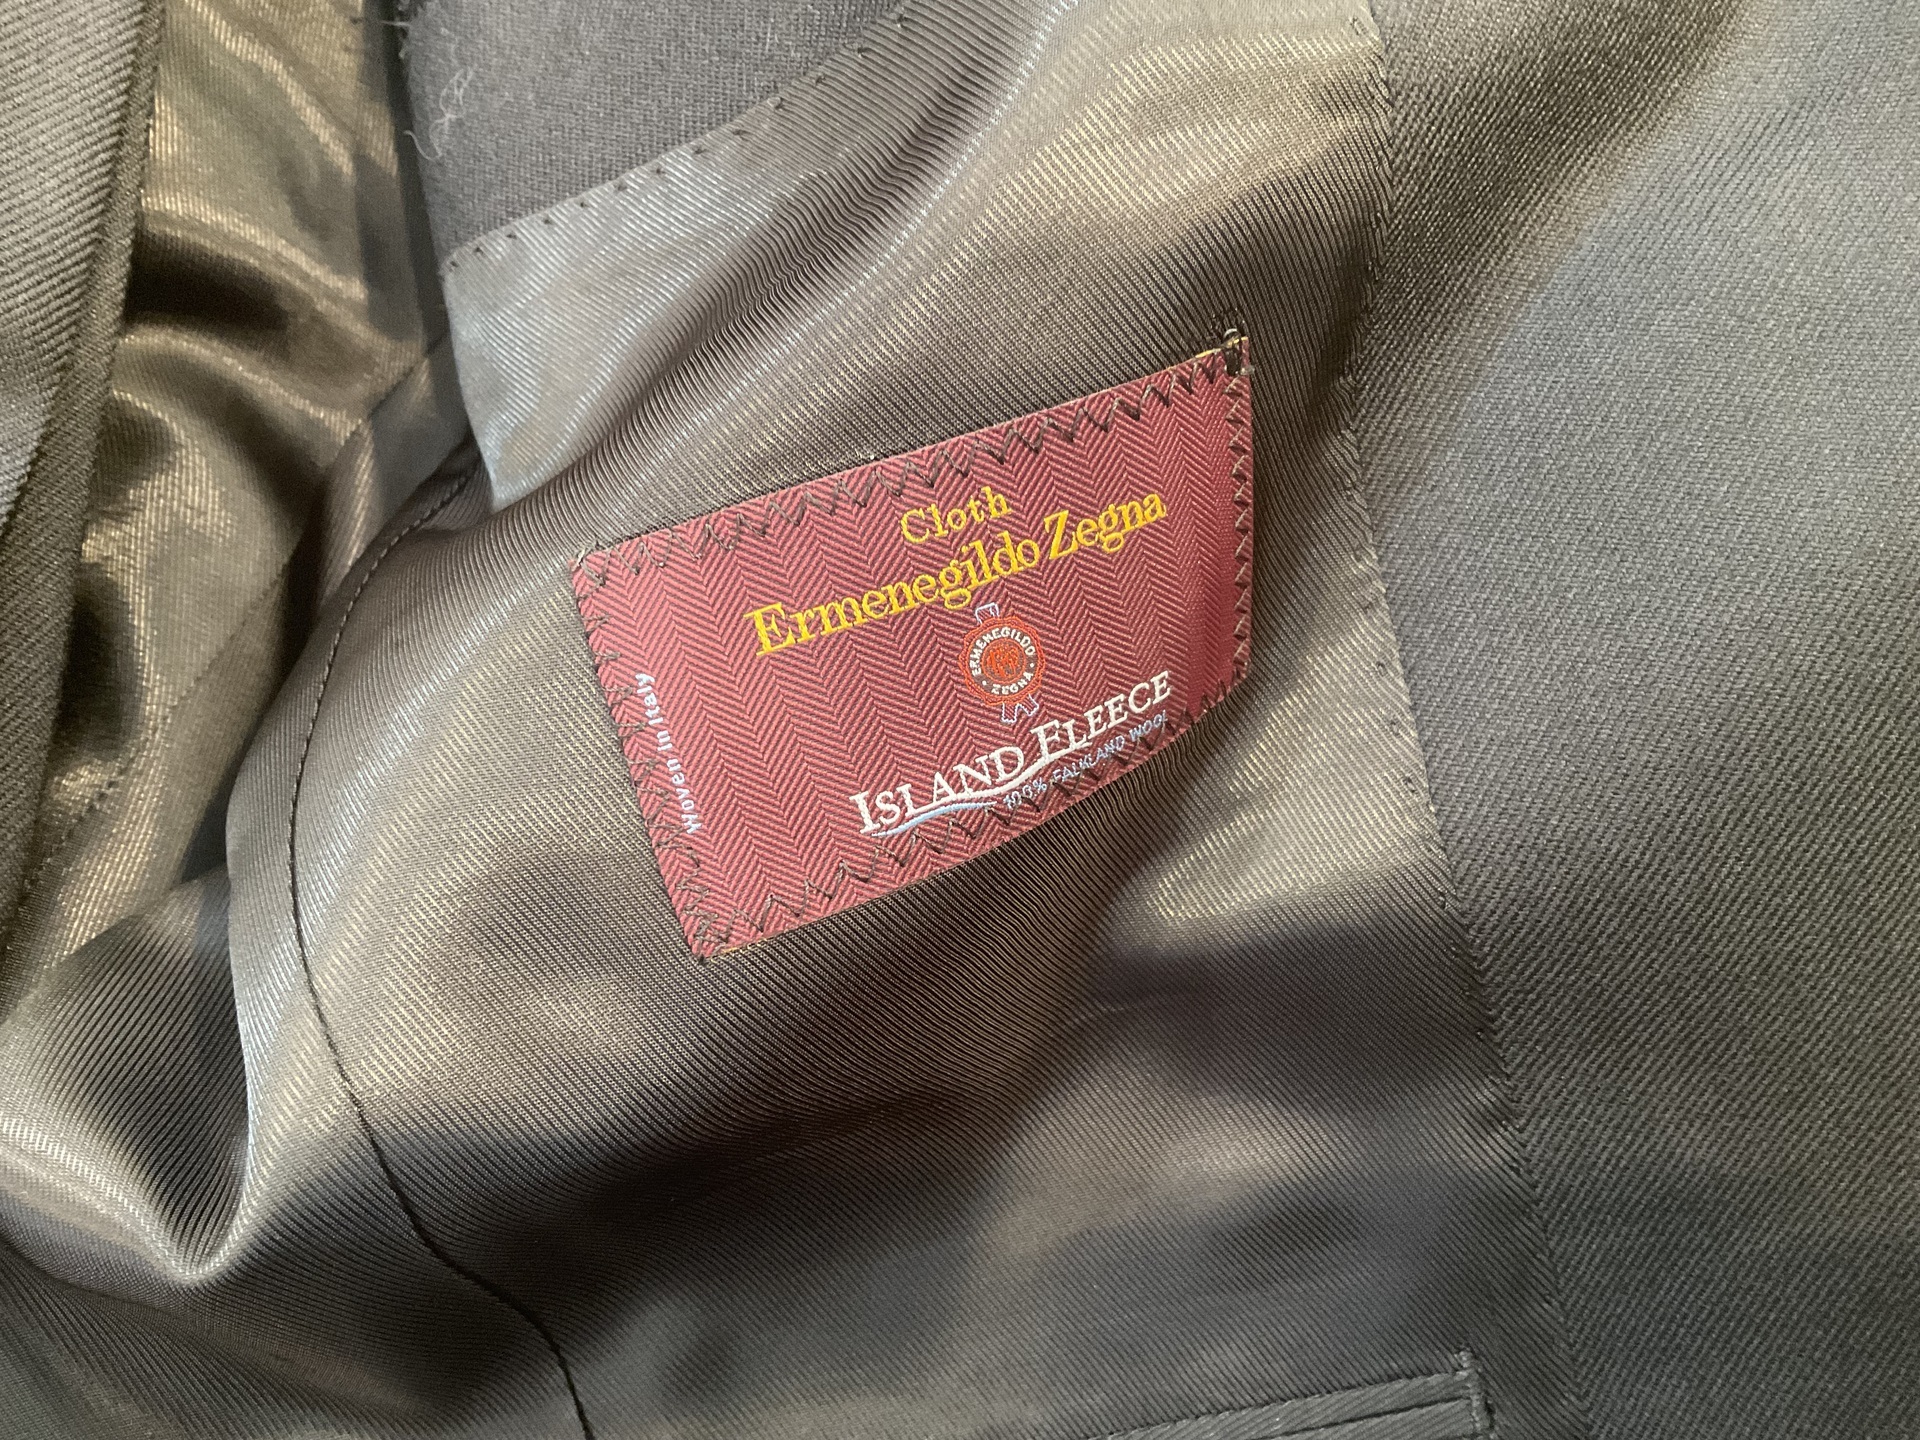 Cloth
Ermenegildo Zegna
ERMENEGILDO
ZEGNA
ISLAND FLEECE
100% FALKLAND WOOL
Woven in Italy